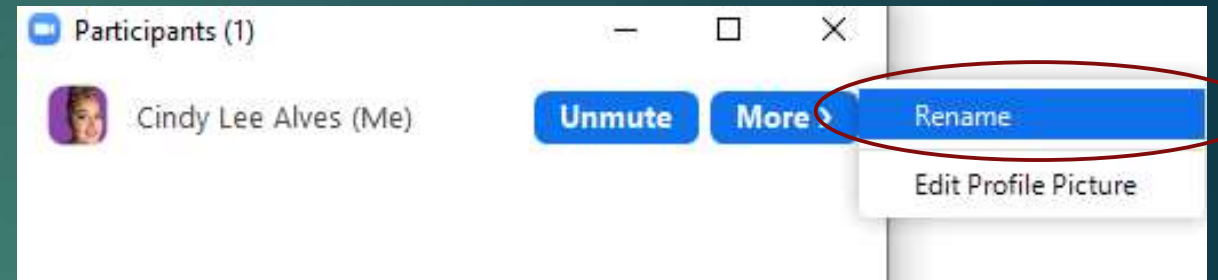 Participants (1)
Cindy Lee Alves (Me) Unmute More > Rename
Edit Profile Picture